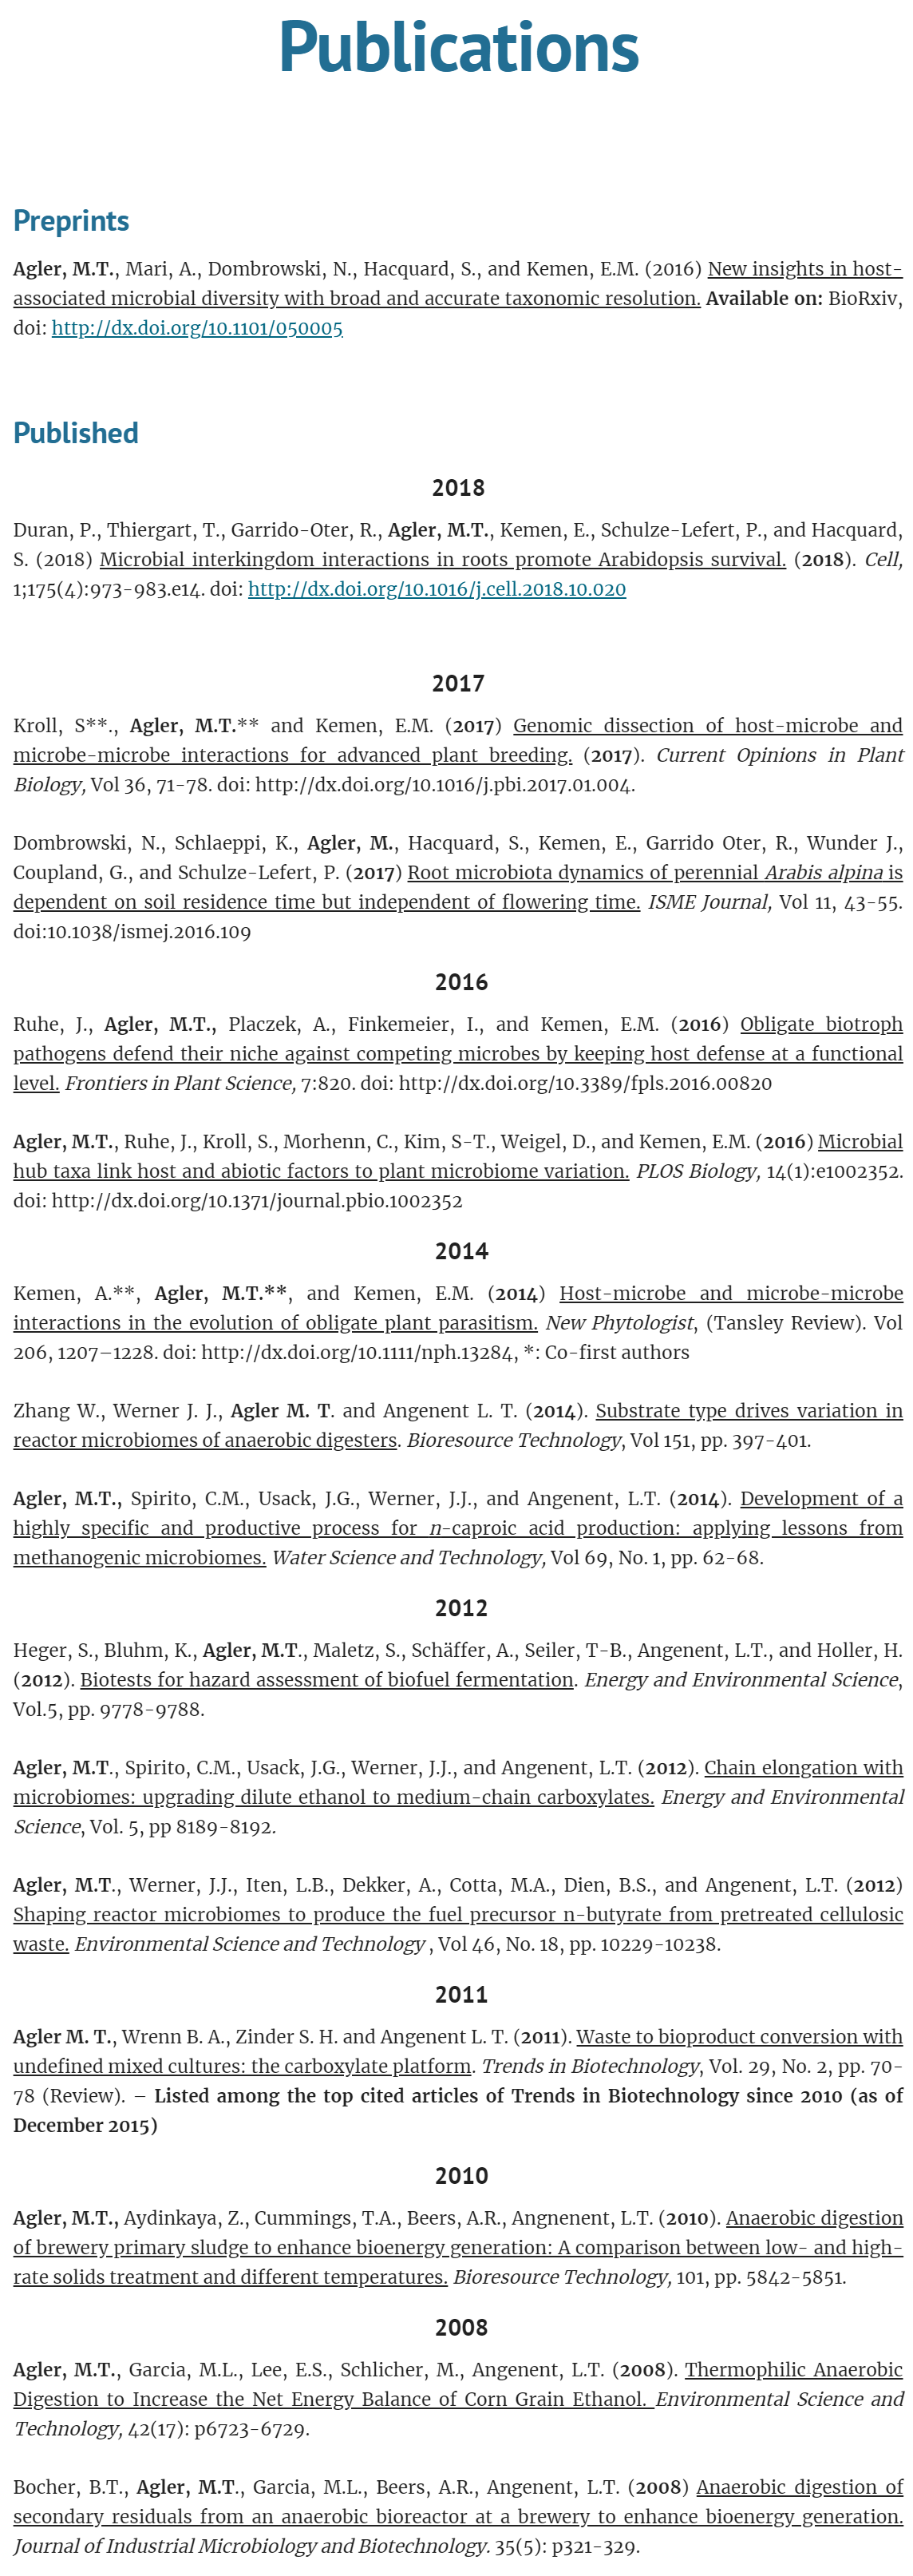 Publications
Preprints
Agler, M.T., Mari, A., Dombrowski, N., Hacquard, S., and Kemen, E.M. (2016) New insights in host-
associated microbial diversity with broad and accurate taxonomic resolution. Available on: BioRxiv,
doi: http://dx.doi.org/10.1101/050005
Published
2018
Duran, P., Thiergart, T., Garrido-Oter, R., Agler, M.T., Kemen, E., Schulze-Lefert, P., and Hacquard,
S. (2018) Microbial interkingdom interactions in roots promote Arabidopsis survival. (2018). Cell,
1;175(4):973-983.e14. doi: http://dx.doi.org/10.1016/j.cell.2018.10.020
2017
Kroll, S**., Agler, M.T.** and Kemen, E.M. (2017) Genomic dissection of host-microbe and
microbe-microbe interactions for advanced plant breeding. (2017). Current Opinions in Plant
Biology, Vol 36, 71-78. doi: http://dx.doi.org/10.1016/j.pbi.2017.01.004.
Dombrowski, N., Schlaeppi, K., Agler, M., Hacquard, S., Kemen, E., Garrido Oter, R., Wunder J.,
Coupland, G., and Schulze-Lefert, P. (2017) Root microbiota dynamics of perennial Arabis alpina is
dependent on soil residence time but independent of flowering time. ISME Journal, Vol 11, 43-55.
doi:10.1038/ismej.2016.109
2016
Ruhe, J., Agler, M.T., Placzek, A., Finkemeier, I., and Kemen, E.M. (2016) Obligate biotroph
pathogens defend their niche against competing microbes by keeping host defense at a functional
level. Frontiers in Plant Science, 7:820. doi: http://dx.doi.org/10.3389/fpls.2016.00820
Agler, M.T., Ruhe, J., Kroll, S., Morhenn, C., Kim, S-T., Weigel, D., and Kemen, E.M. (2016) Microbial
hub taxa link host and abiotic factors to plant microbiome variation. PLOS Biology, 14(1):e1002352.
doi: http://dx.doi.org/10.1371/journal.pbio.1002352
2014
Kemen, A.**, Agler, M.T.**, and Kemen, E.M. (2014) Host-microbe and microbe-microbe
interactions in the evolution of obligate plant parasitism. New Phytologist, (Tansley Review). Vol
206, 1207–1228. doi: http://dx.doi.org/10.1111/nph.13284, *: Co-first authors
Zhang W., Werner J. J., Agler M. T. and Angenent L. T. (2014). Substrate type drives variation in
reactor microbiomes of anaerobic digesters. Bioresource Technology, Vol 151, pp. 397-401.
Agler, M.T., Spirito, C.M., Usack, J.G., Werner, J.J., and Angenent, L.T. (2014). Development of a
highly specific and productive process for n-caproic acid production: applying lessons from
methanogenic microbiomes. Water Science and Technology, Vol 69, No. 1, pp. 62-68.
2012
Heger, S., Bluhm, K., Agler, M.T., Maletz, S., Schäffer, A., Seiler, T-B., Angenent, L.T., and Holler, H.
(2012). Biotests for hazard assessment of biofuel fermentation. Energy and Environmental Science,
Vol.5, pp. 9778-9788.
Agler, M.T., Spirito, C.M., Usack, J.G., Werner, J.J., and Angenent, L.T. (2012). Chain elongation with
microbiomes: upgrading dilute ethanol to medium-chain carboxylates. Energy and Environmental
Science, Vol. 5, pp 8189-8192.
Agler, M.T., Werner, J.J., Iten, L.B., Dekker, A., Cotta, M.A., Dien, B.S., and Angenent, L.T. (2012)
Shaping reactor microbiomes to produce the fuel precursor n-butyrate from pretreated cellulosic
waste. Environmental Science and Technology , Vol 46, No. 18, pp. 10229-10238.
2011
Agler M. T., Wrenn B. A., Zinder S. H. and Angenent L. T. (2011). Waste to bioproduct conversion with
undefined mixed cultures: the carboxylate platform. Trends in Biotechnology, Vol. 29, No. 2, pp. 70-
78 (Review). – Listed among the top cited articles of Trends in Biotechnology since 2010 (as of
December 2015)
2010
Agler, M.T., Aydinkaya, Z., Cummings, T.A., Beers, A.R., Angnenent, L.T. (2010). Anaerobic digestion
of brewery primary sludge to enhance bioenergy generation: A comparison between low- and high-
rate solids treatment and different temperatures. Bioresource Technology, 101, pp. 5842-5851.
2008
Agler, M.T., Garcia, M.L., Lee, E.S., Schlicher, M., Angenent, L.T. (2008). Thermophilic Anaerobic
Digestion to Increase the Net Energy Balance of Corn Grain Ethanol. Environmental Science and
Technology, 42(17): p6723-6729.
Bocher, B.T., Agler, M.T., Garcia, M.L., Beers, A.R., Angenent, L.T. (2008) Anaerobic digestion of
secondary residuals from an anaerobic bioreactor at a brewery to enhance bioenergy generation.
Journal of Industrial Microbiology and Biotechnology. 35(5): p321-329.